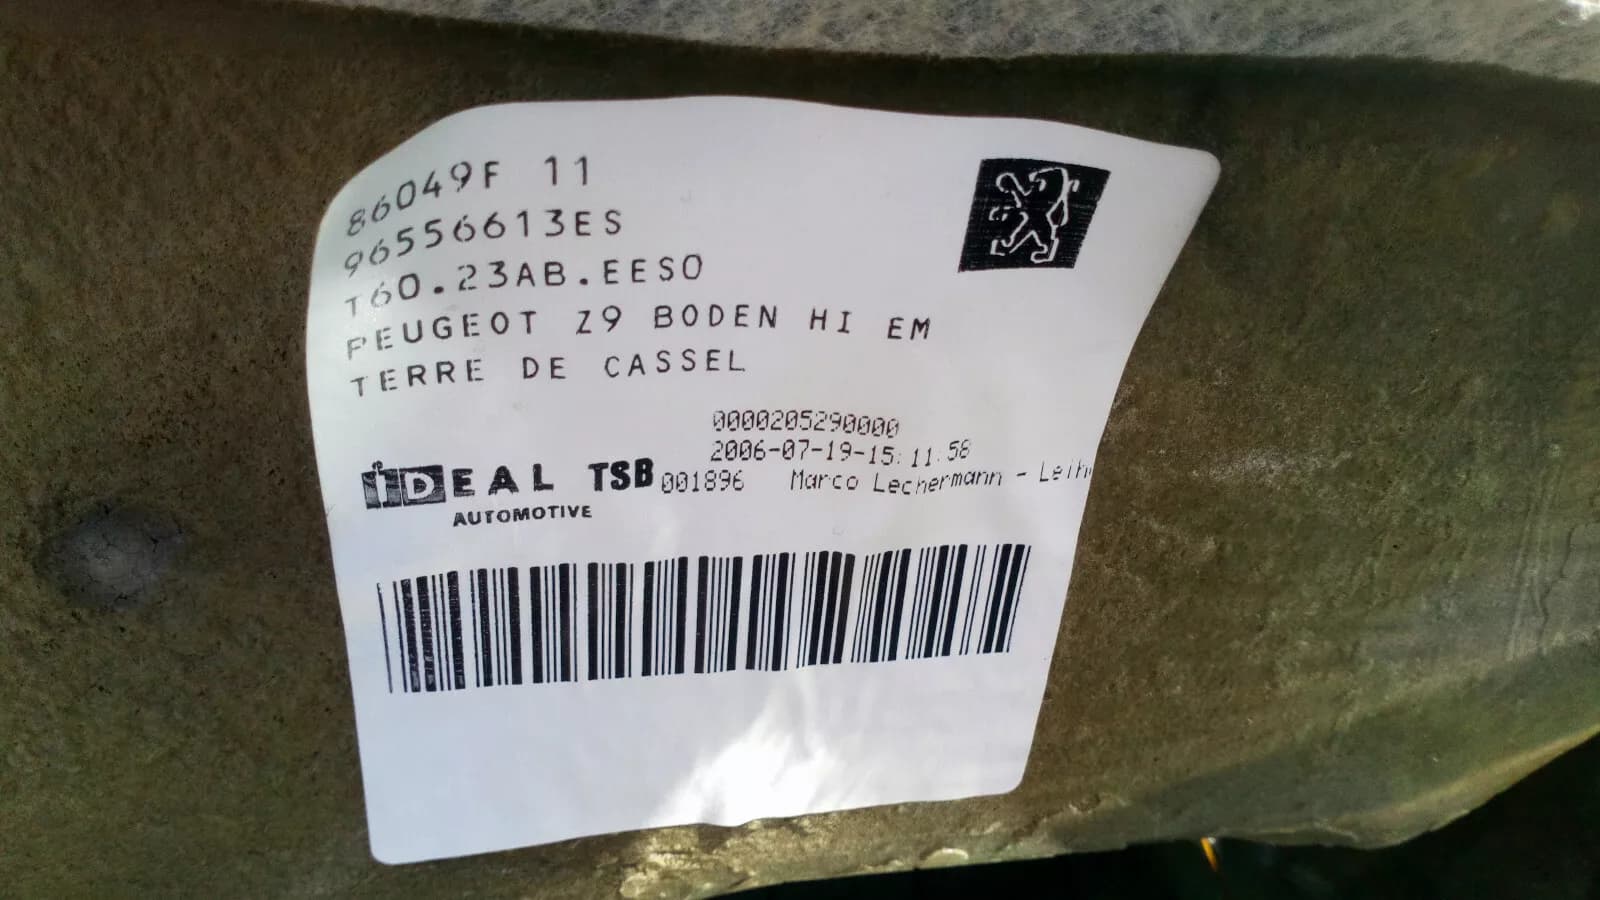 86049F 11
96556613ES
T60.23AB.EESO
PEUGEOT Z9 BODEN HI EM
TERRE DE CASSEL
0000205290000
2006-07-19-15:11:58
iDEAL TSB 001896 Marco Lechermann -
AUTOMOTIVE